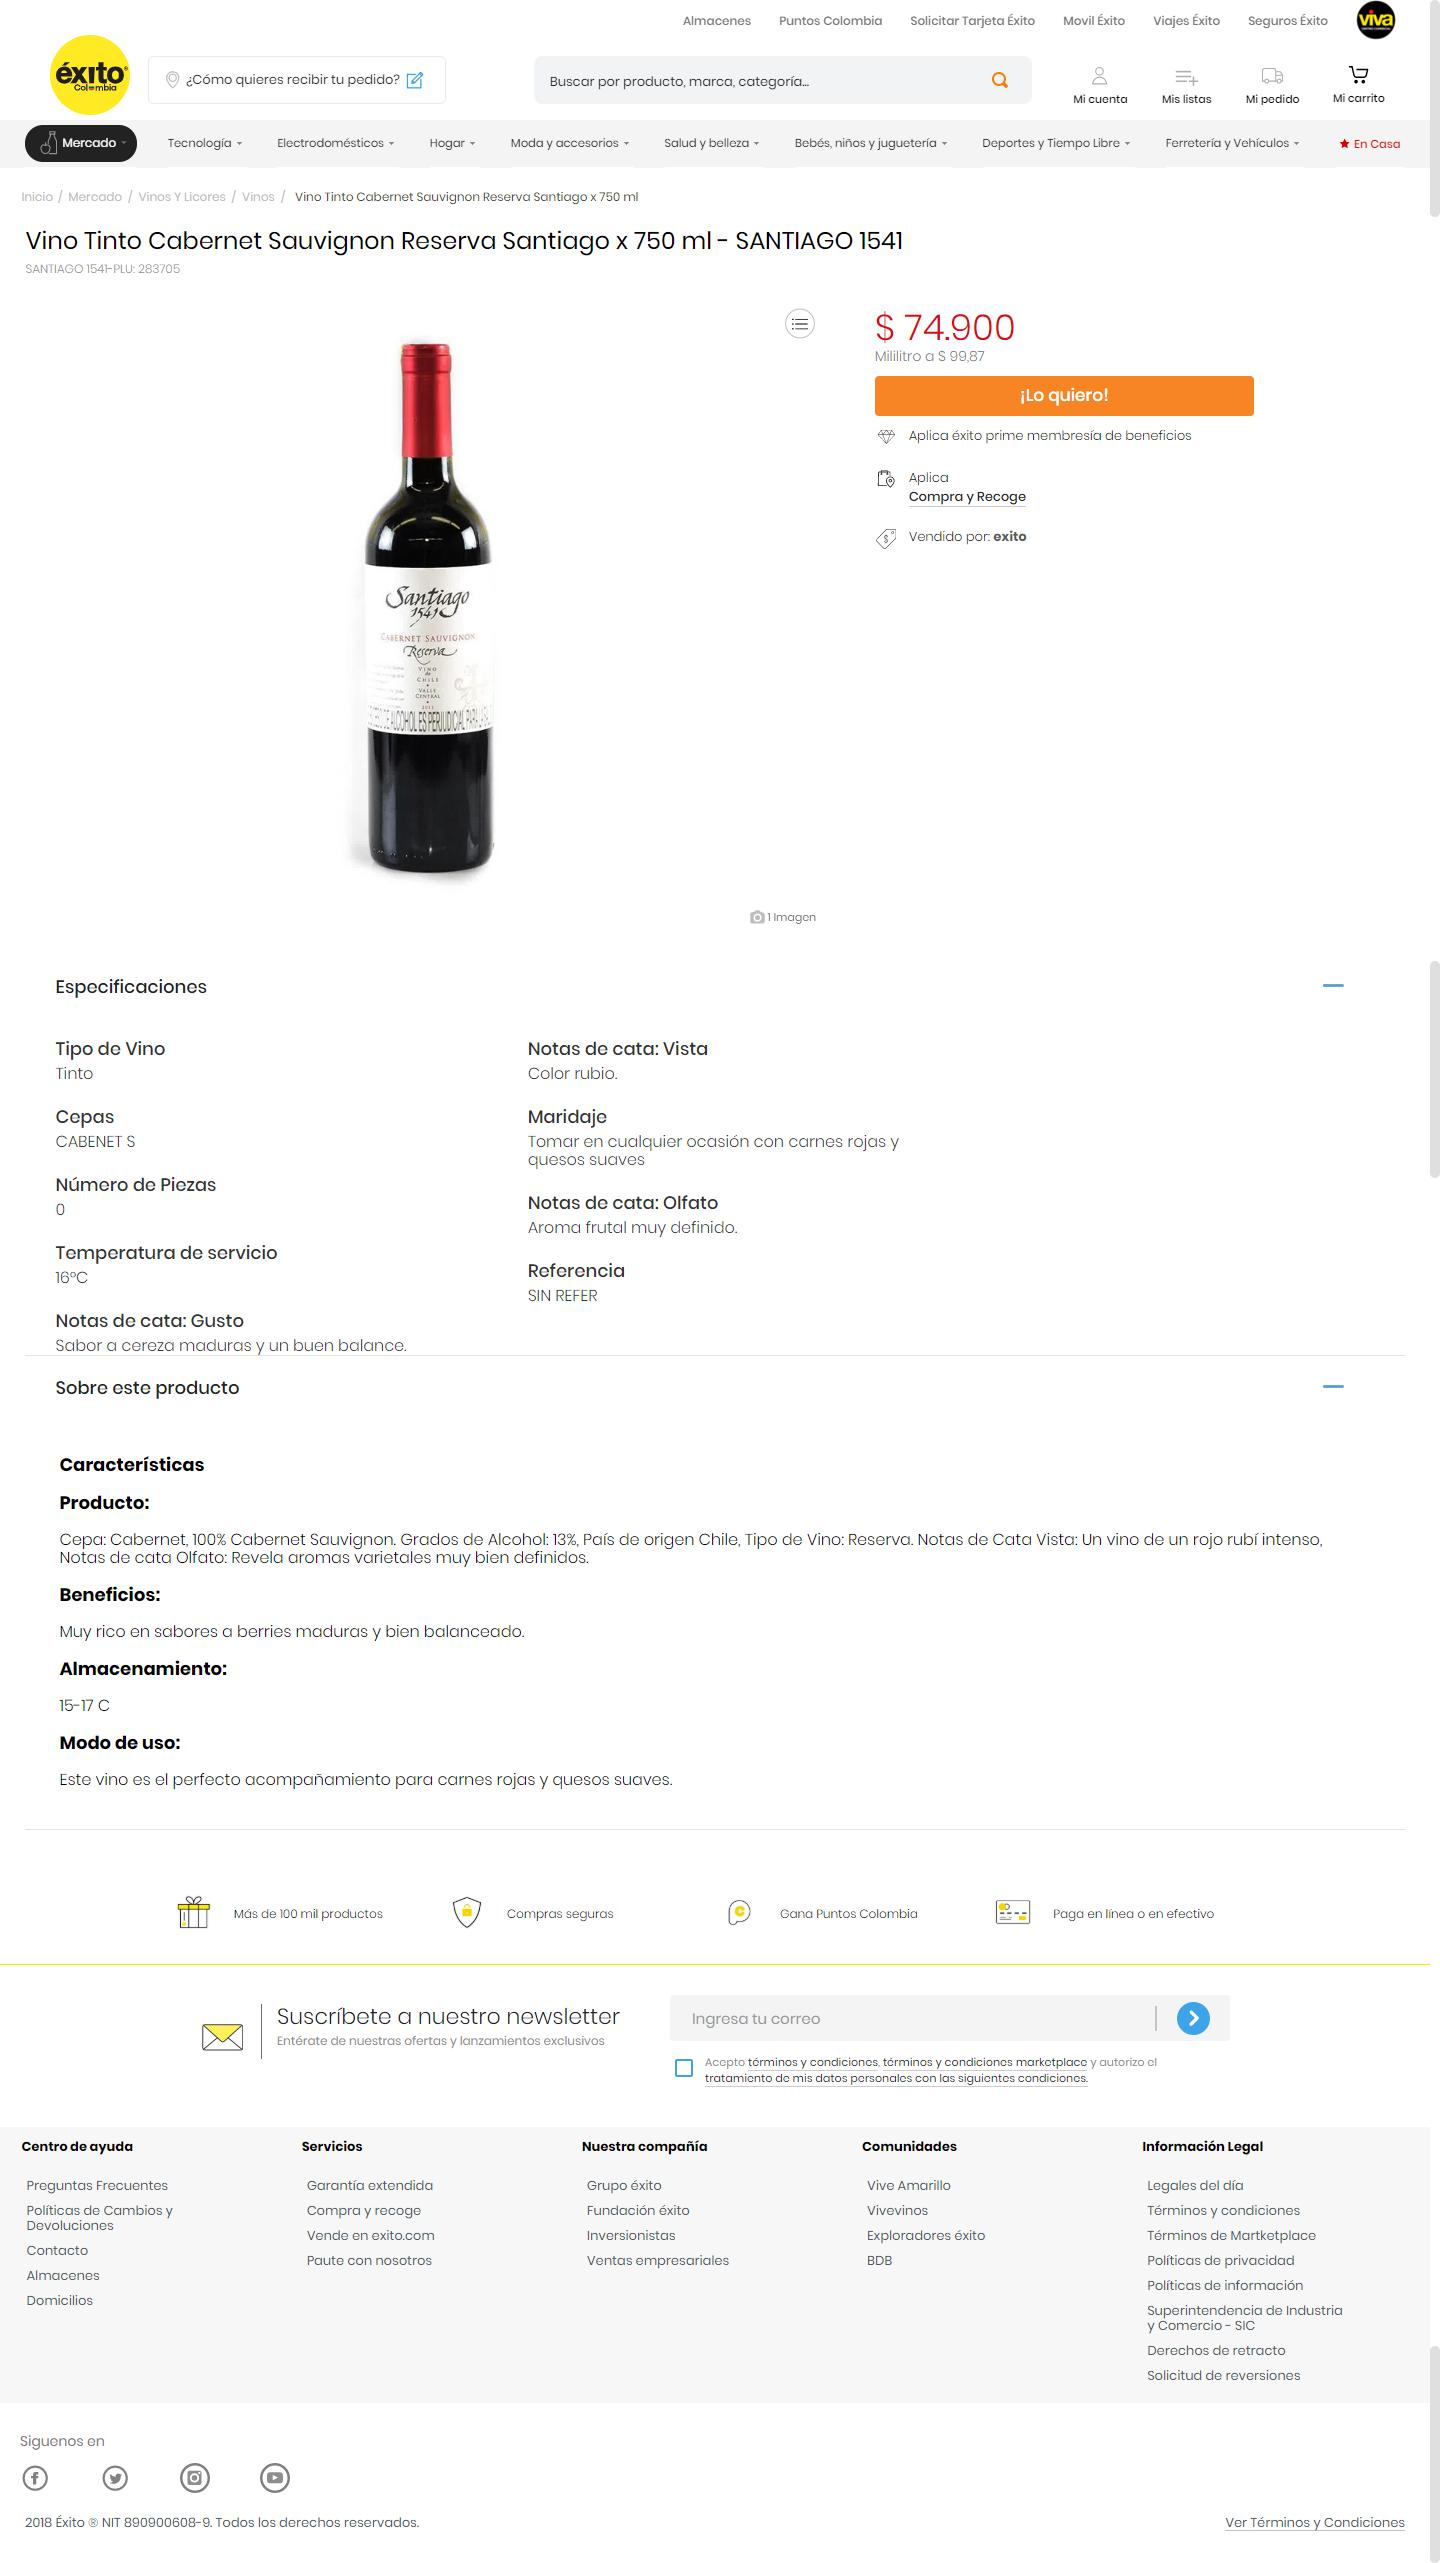 Almacenes Puntos Colombia Solicitar Tarjeta Éxito Movil Éxito Viajes Éxito Seguros Éxito viva
éxito
Colombia
¿Cómo quieres recibir tu pedido?
Buscar por producto, marca, categoría...
Mi cuenta Mis listas Mi pedido Mi carrito
Mercado Tecnología Electrodomésticos Hogar Moda y accesorios Salud y belleza Bebés, niños y juguetería Deportes y Tiempo Libre Ferretería y Vehículos En Casa
Inicio / Mercado / Vinos Y Licores / Vinos / Vino Tinto Cabernet Sauvignon Reserva Santiago x 750 ml
Vino Tinto Cabernet Sauvignon Reserva Santiago x 750 ml - SANTIAGO 1541
SANTIAGO 1541-PLU: 283705
Santiago
1541
CABERNET SAUVIGNON
Reserva
VINO
de
CHILE
VALLE
CENTRAL
DE ALCOHOL ES PERJUDICIAL PARA LA
$ 74.900
Mililitro a $ 99,87
¡Lo quiero!
Aplica éxito prime membresía de beneficios
Aplica
Compra y Recoge
Vendido por: exito
1 Imagen
Especificaciones
Tipo de Vino
Tinto
Cepas
CABENET S
Número de Piezas
0
Temperatura de servicio
16°C
Notas de cata: Gusto
Sabor a cereza maduras y un buen balance.
Notas de cata: Vista
Color rubio.
Maridaje
Tomar en cualquier ocasión con carnes rojas y
quesos suaves
Notas de cata: Olfato
Aroma frutal muy definido.
Referencia
SIN REFER
Sobre este producto
Características
Producto:
Cepa: Cabernet, 100% Cabernet Sauvignon. Grados de Alcohol: 13%, País de origen Chile, Tipo de Vino: Reserva. Notas de Cata Vista: Un vino de un rojo rubí intenso,
Notas de cata Olfato: Revela aromas varietales muy bien definidos.
Beneficios:
Muy rico en sabores a berries maduras y bien balanceado.
Almacenamiento:
15-17 C
Modo de uso:
Este vino es el perfecto acompañamiento para carnes rojas y quesos suaves.
Más de 100 mil productos Compras seguras Gana Puntos Colombia Paga en línea o en efectivo
Suscríbete a nuestro newsletter
Entérate de nuestras ofertas y lanzamientos exclusivos
Ingresa tu correo
Acepto términos y condiciones, términos y condiciones marketplace y autorizo el
tratamiento de mis datos personales con las siguientes condiciones.
Centro de ayuda
Preguntas Frecuentes
Políticas de Cambios y
Devoluciones
Contacto
Almacenes
Domicilios
Servicios
Garantía extendida
Compra y recoge
Vende en exito.com
Paute con nosotros
Nuestra compañía
Grupo éxito
Fundación éxito
Inversionistas
Ventas empresariales
Comunidades
Vive Amarillo
Vivevinos
Exploradores éxito
BDB
Información Legal
Legales del día
Términos y condiciones
Términos de Martketplace
Políticas de privacidad
Políticas de información
Superintendencia de Industria
y Comercio - SIC
Derechos de retracto
Solicitud de reversiones
Siguenos en
2018 Éxito ® NIT 890900608-9. Todos los derechos reservados.
Ver Términos y Condiciones